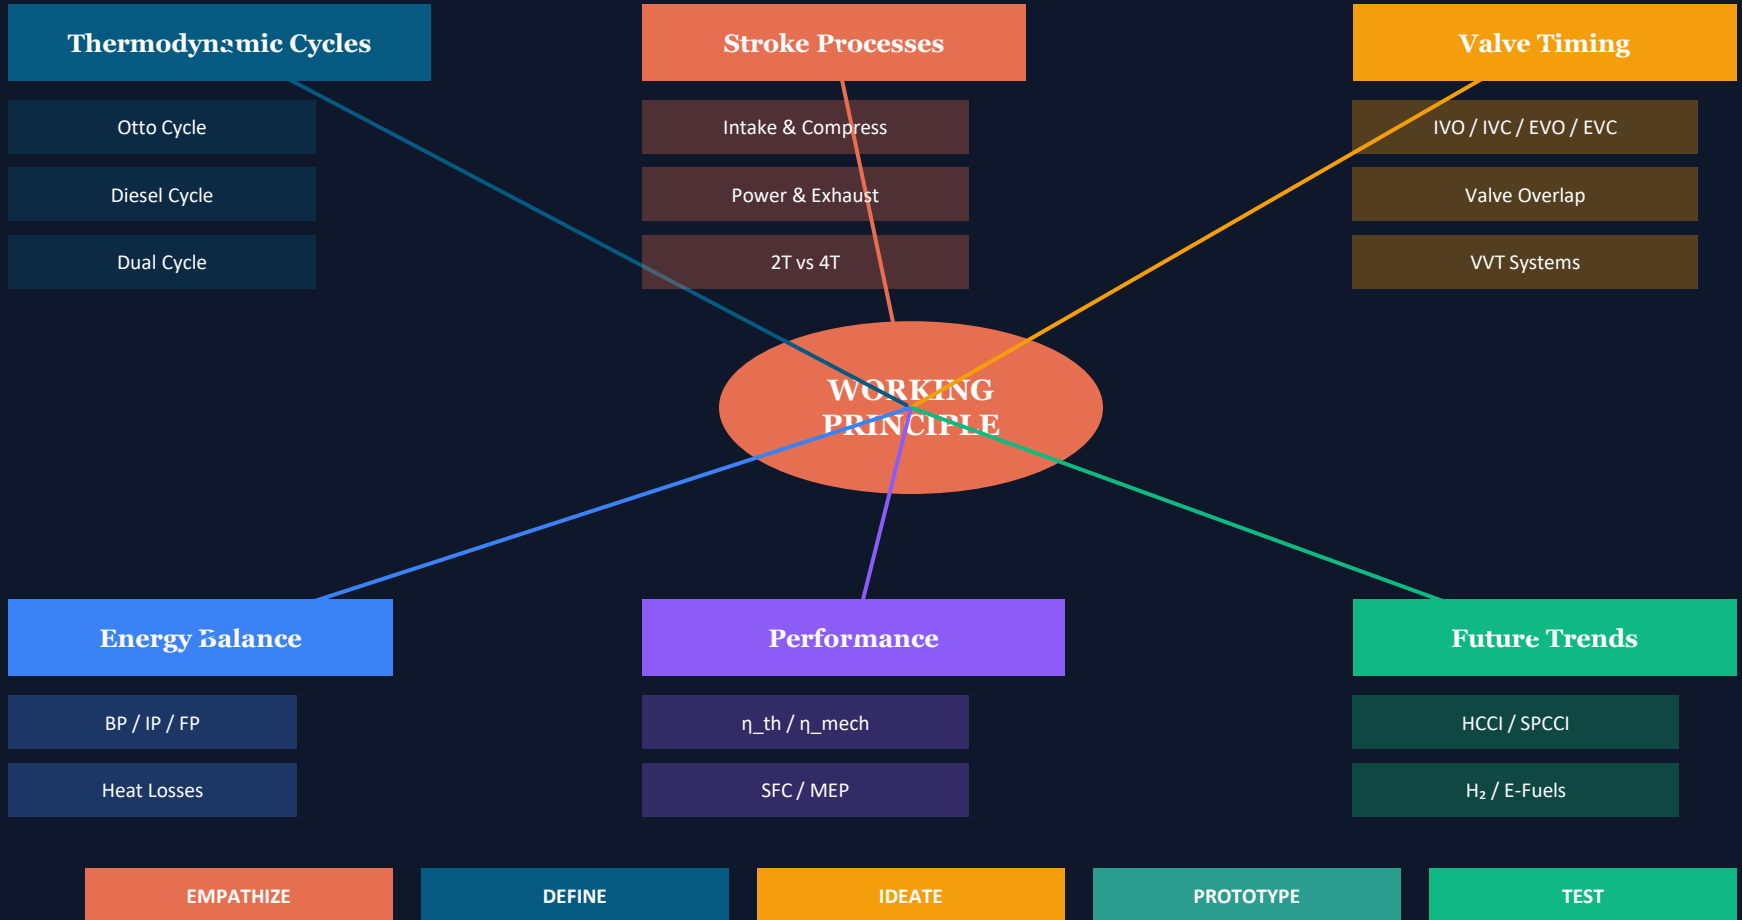 Thermodynamic Cycles
Otto Cycle
Diesel Cycle
Dual Cycle
Stroke Processes
Intake & Compress
Power & Exhaust
2T vs 4T
Valve Timing
IVO / IVC / EVO / EVC
Valve Overlap
VVT Systems
WORKING
PRINCIPLE
Energy Balance
BP / IP / FP
Heat Losses
Performance
η_th / η_mech
SFC / MEP
Future Trends
HCCI / SPCCI
H₂ / E-Fuels
EMPATHIZE
DEFINE
IDEATE
PROTOTYPE
TEST